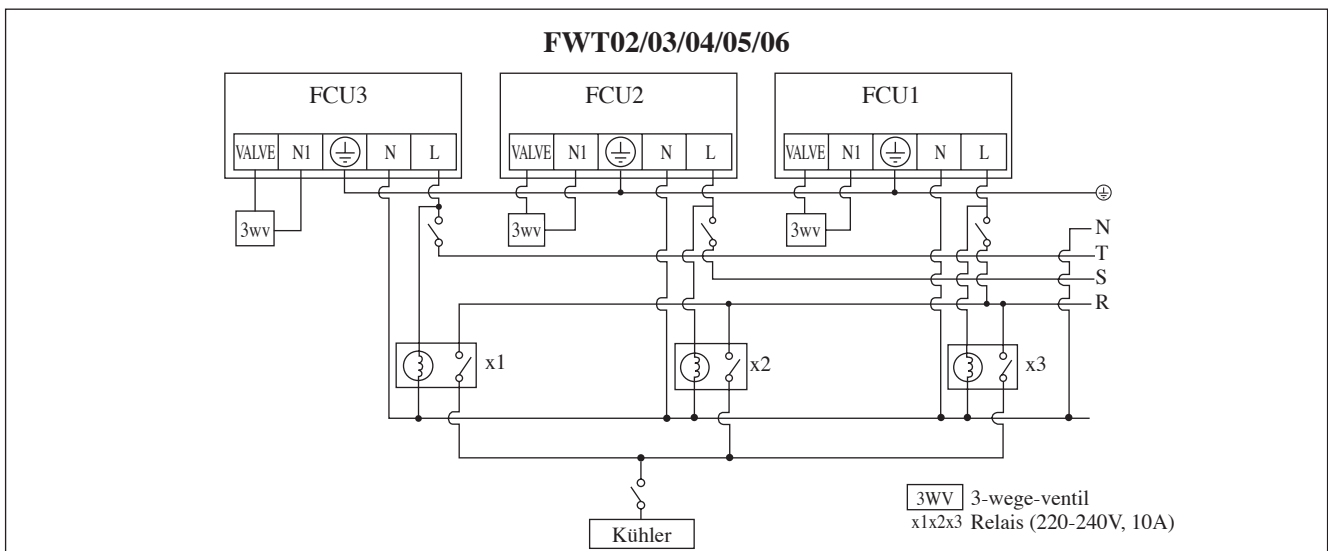 FWT02/03/04/05/06
FCU3 FCU2 FCU1
VALVE N1 N L VALVE N1 N L VALVE N1 N L
3wv 3wv 3wv
N
T
S
R
x1 x2 x3
3WV 3-wege-ventil
x1x2x3 Relais (220-240V, 10A)
Kühler